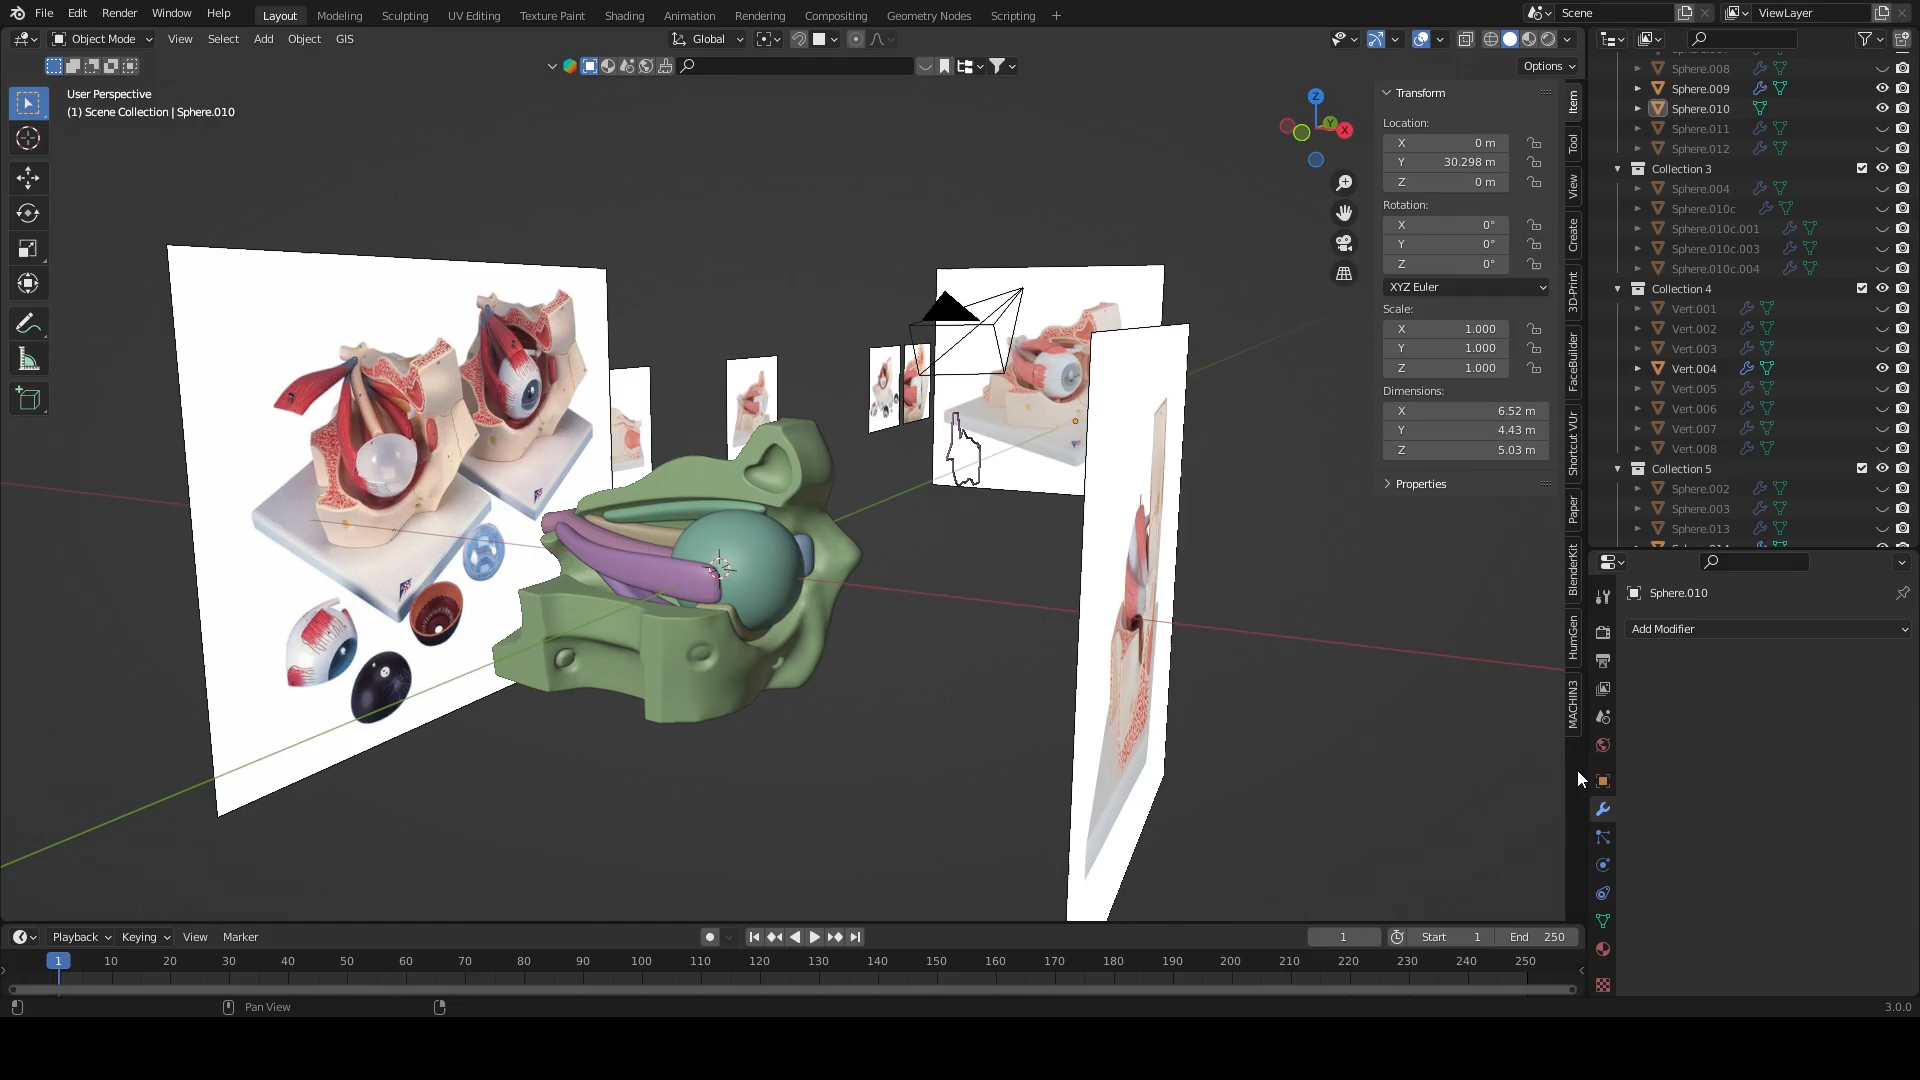 File Edit Render Window Help Layout Modeling Sculpting UV Editing Texture Paint Shading Animation Rendering Compositing Geometry Nodes Scripting + Scene ViewLayer
Object Mode View Select Add Object GIS Global
Options
User Perspective
(1) Scene Collection | Sphere.010
Z
Y
X
Transform
Location:
X 0 m
Y 30.298 m
Z 0 m
Rotation:
X 0°
Y 0°
Z 0°
XYZ Euler
Scale:
X 1.000
Y 1.000
Z 1.000
Dimensions:
X 6.52 m
Y 4.43 m
Z 5.03 m
Properties
Item
Tool
View
Create
3D-Print
FaceBuilder
Shortcut VUr
Paper
BlenderKit
HumGen
MACHIN3
Sphere.008
Sphere.009
Sphere.010
Sphere.011
Sphere.012
Collection 3
Sphere.004
Sphere.010c
Sphere.010c.001
Sphere.010c.003
Sphere.010c.004
Collection 4
Vert.001
Vert.002
Vert.003
Vert.004
Vert.005
Vert.006
Vert.007
Vert.008
Collection 5
Sphere.002
Sphere.003
Sphere.013
Sphere.010
Add Modifier
Playback Keying View Marker 1 Start 1 End 250
1 10 20 30 40 50 60 70 80 90 100 110 120 130 140 150 160 170 180 190 200 210 220 230 240 250
Pan View
3.0.0